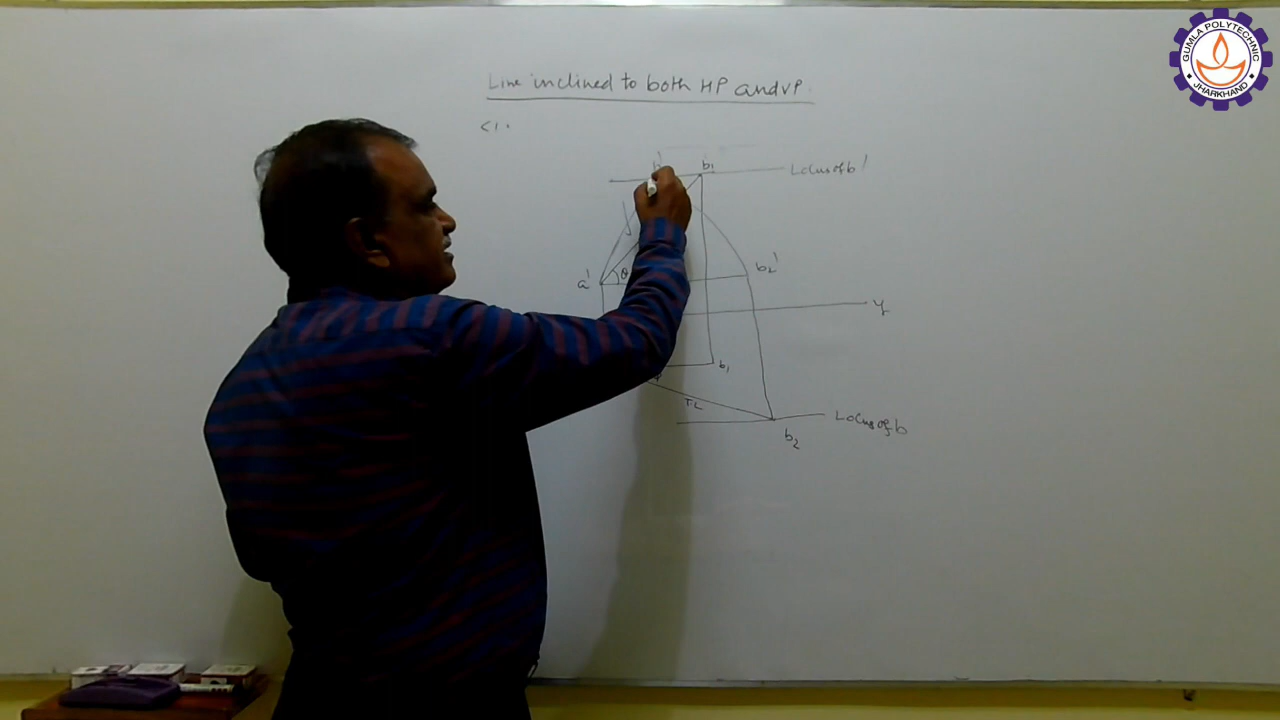 GUMLA POLYTECHNIC
JHARKHAND
Line inclined to both HP and VP.
<1.
b'
b1
Locus of b'
a'
θ
b2'
y
b1
TL
Locus of b
b2